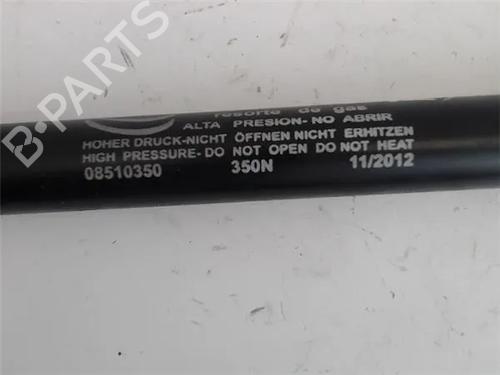 resorte de gas
ALTA PRESION-NO ABRIR
HOHER DRUCK-NICHT ÖFFNEN NICHT ERHITZEN
HIGH PRESSURE-DO NOT OPEN DO NOT HEAT
08510350 350N 11/2012
B-PARTS